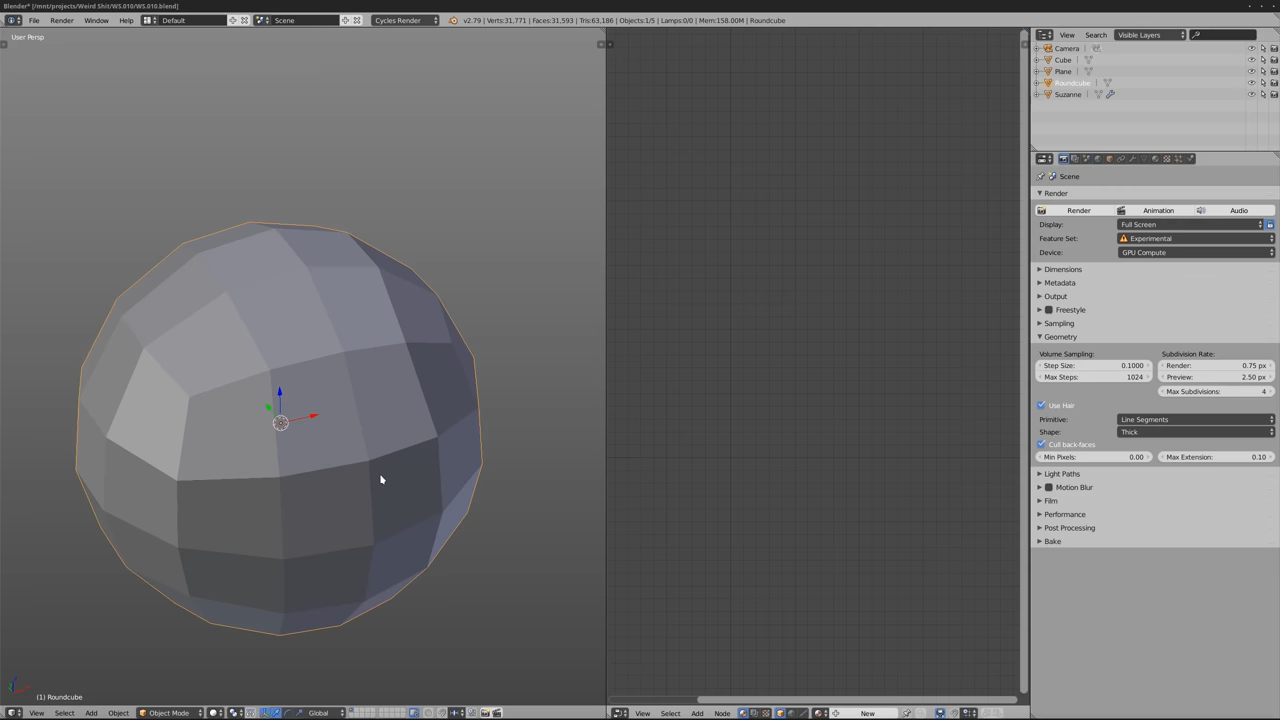 Blender* [/mnt/projects/Weird Shit/WS.010/WS.010.blend]
File Render Window Help Default Scene Cycles Render v2.79 | Verts:31,771 | Faces:31,593 | Tris:63,186 | Objects:1/5 | Lamps:0/0 | Mem:158.00M | Roundcube
User Persp
View Search Visible Layers
Camera
Cube
Plane
Roundcube
Suzanne
Scene
Render
Render Animation Audio
Display: Full Screen
Feature Set: Experimental
Device: GPU Compute
Dimensions
Metadata
Output
Freestyle
Sampling
Geometry
Volume Sampling: Subdivision Rate:
Step Size: 0.1000 Render: 0.75 px
Max Steps: 1024 Preview: 2.50 px
Max Subdivisions: 4
Use Hair
Primitive: Line Segments
Shape: Thick
Cull back-faces
Min Pixels: 0.00 Max Extension: 0.10
Light Paths
Motion Blur
Film
Performance
Post Processing
Bake
(1) Roundcube
View Select Add Object Object Mode Global View Select Add Node New